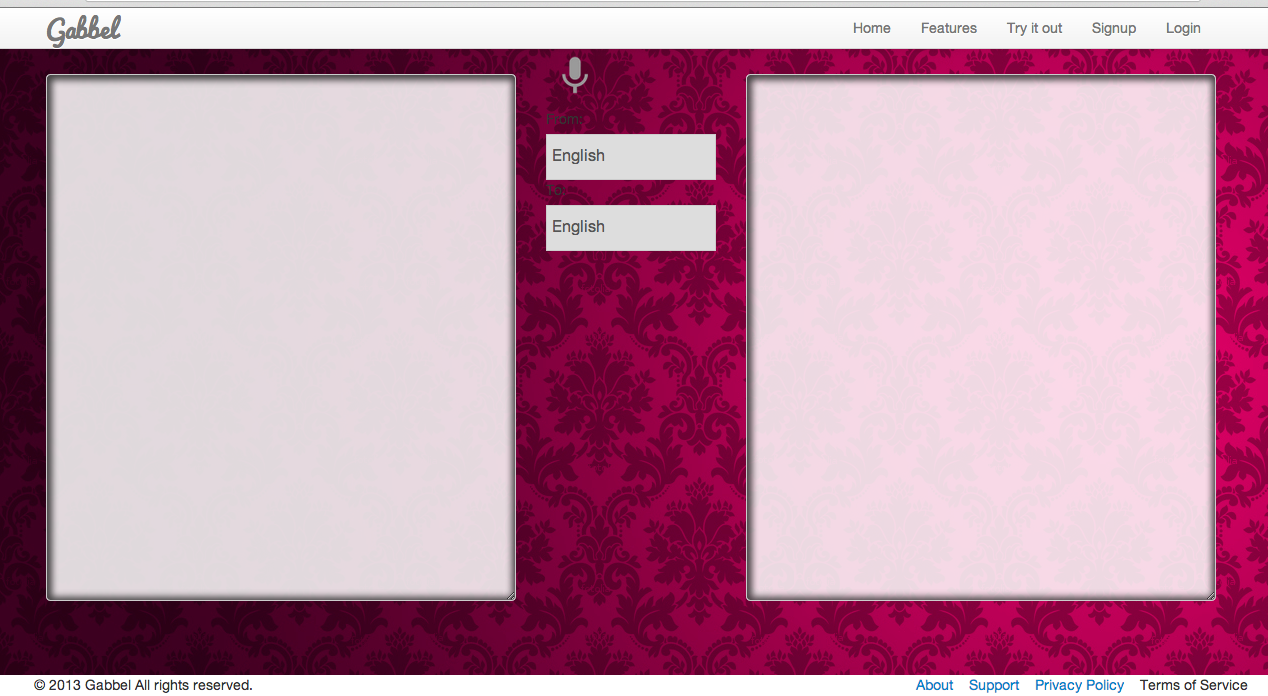 Gabbel
Home Features Try it out Signup Login
From:
English
To:
English
© 2013 Gabbel All rights reserved.
About Support Privacy Policy Terms of Service